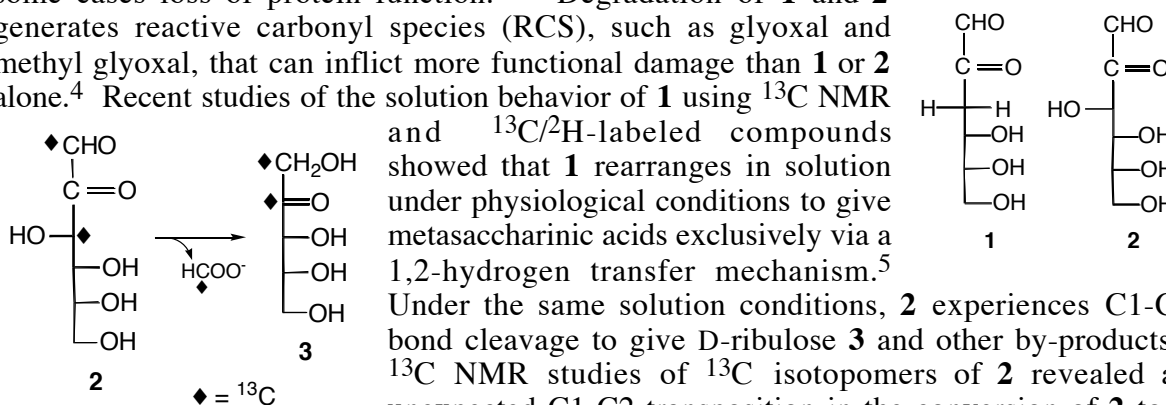 some cases loss of protein function. Degradation of 1 and 2
generates reactive carbonyl species (RCS), such as glyoxal and
methyl glyoxal, that can inflict more functional damage than 1 or 2
alone.4 Recent studies of the solution behavior of 1 using 13C NMR
and 13C/2H-labeled compounds
showed that 1 rearranges in solution
under physiological conditions to give
metasaccharinic acids exclusively via a
1,2-hydrogen transfer mechanism.5
Under the same solution conditions, 2 experiences C1-C
bond cleavage to give D-ribulose 3 and other by-products
13C NMR studies of 13C isotopomers of 2 revealed a
unexpected C1-C2 transposition in the conversion of 2 to
♦CHO
C=O
HO ♦
OH
OH
OH
2
HCOO-
♦
♦CH2OH
♦ =O
OH
OH
OH
3
♦ = 13C
CHO
C=O
H H
OH
OH
OH
1
CHO
C=O
HO
OH
OH
OH
2